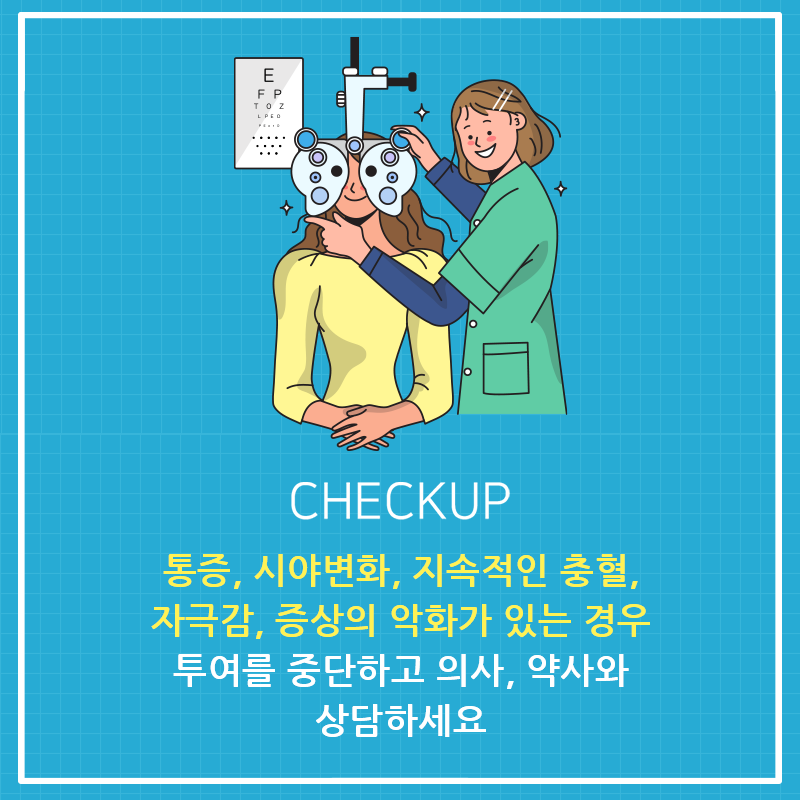 E
F P
T O Z
L P E D
CHECKUP
통증, 시야변화, 지속적인 충혈,
자극감, 증상의 악화가 있는 경우
투여를 중단하고 의사, 약사와
상담하세요